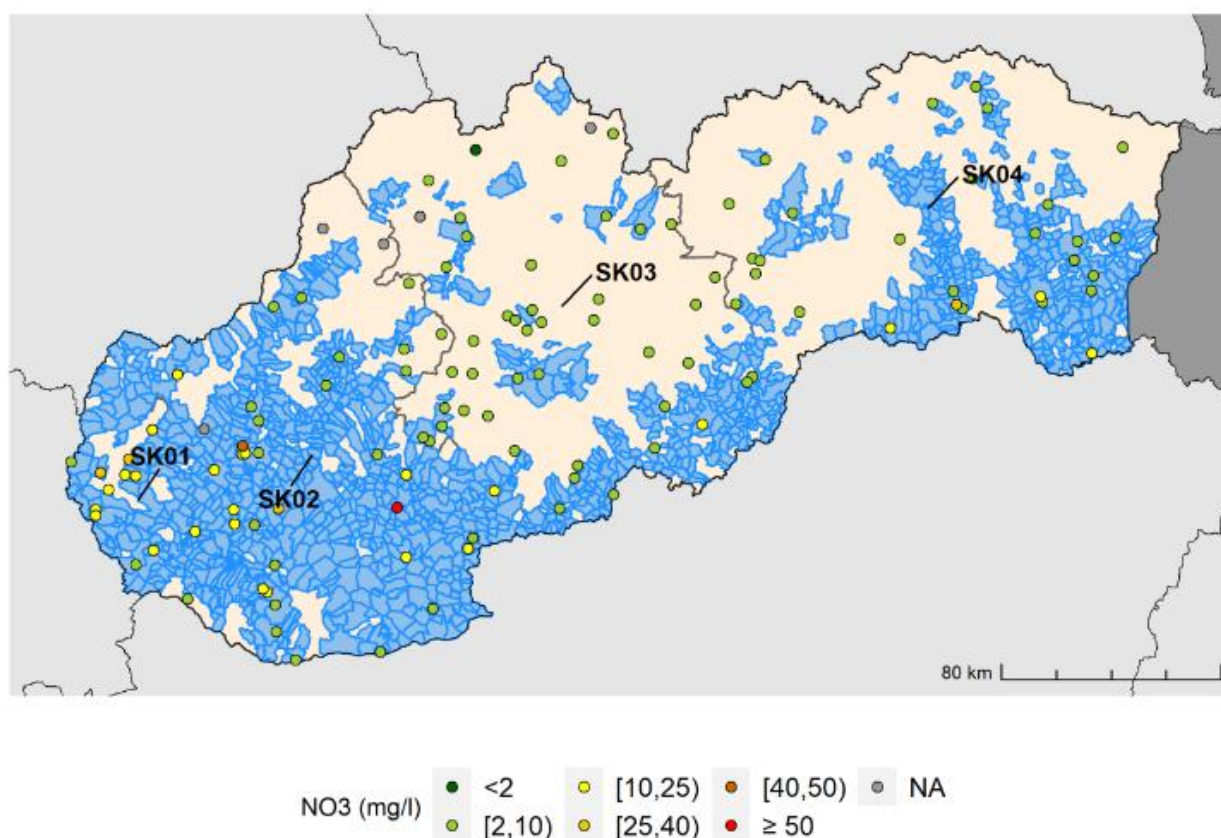 SK04
SK03
SK01
SK02
80 km
NO3 (mg/l)
<2 [10,25) [40,50) NA
[2,10) [25,40) ≥ 50